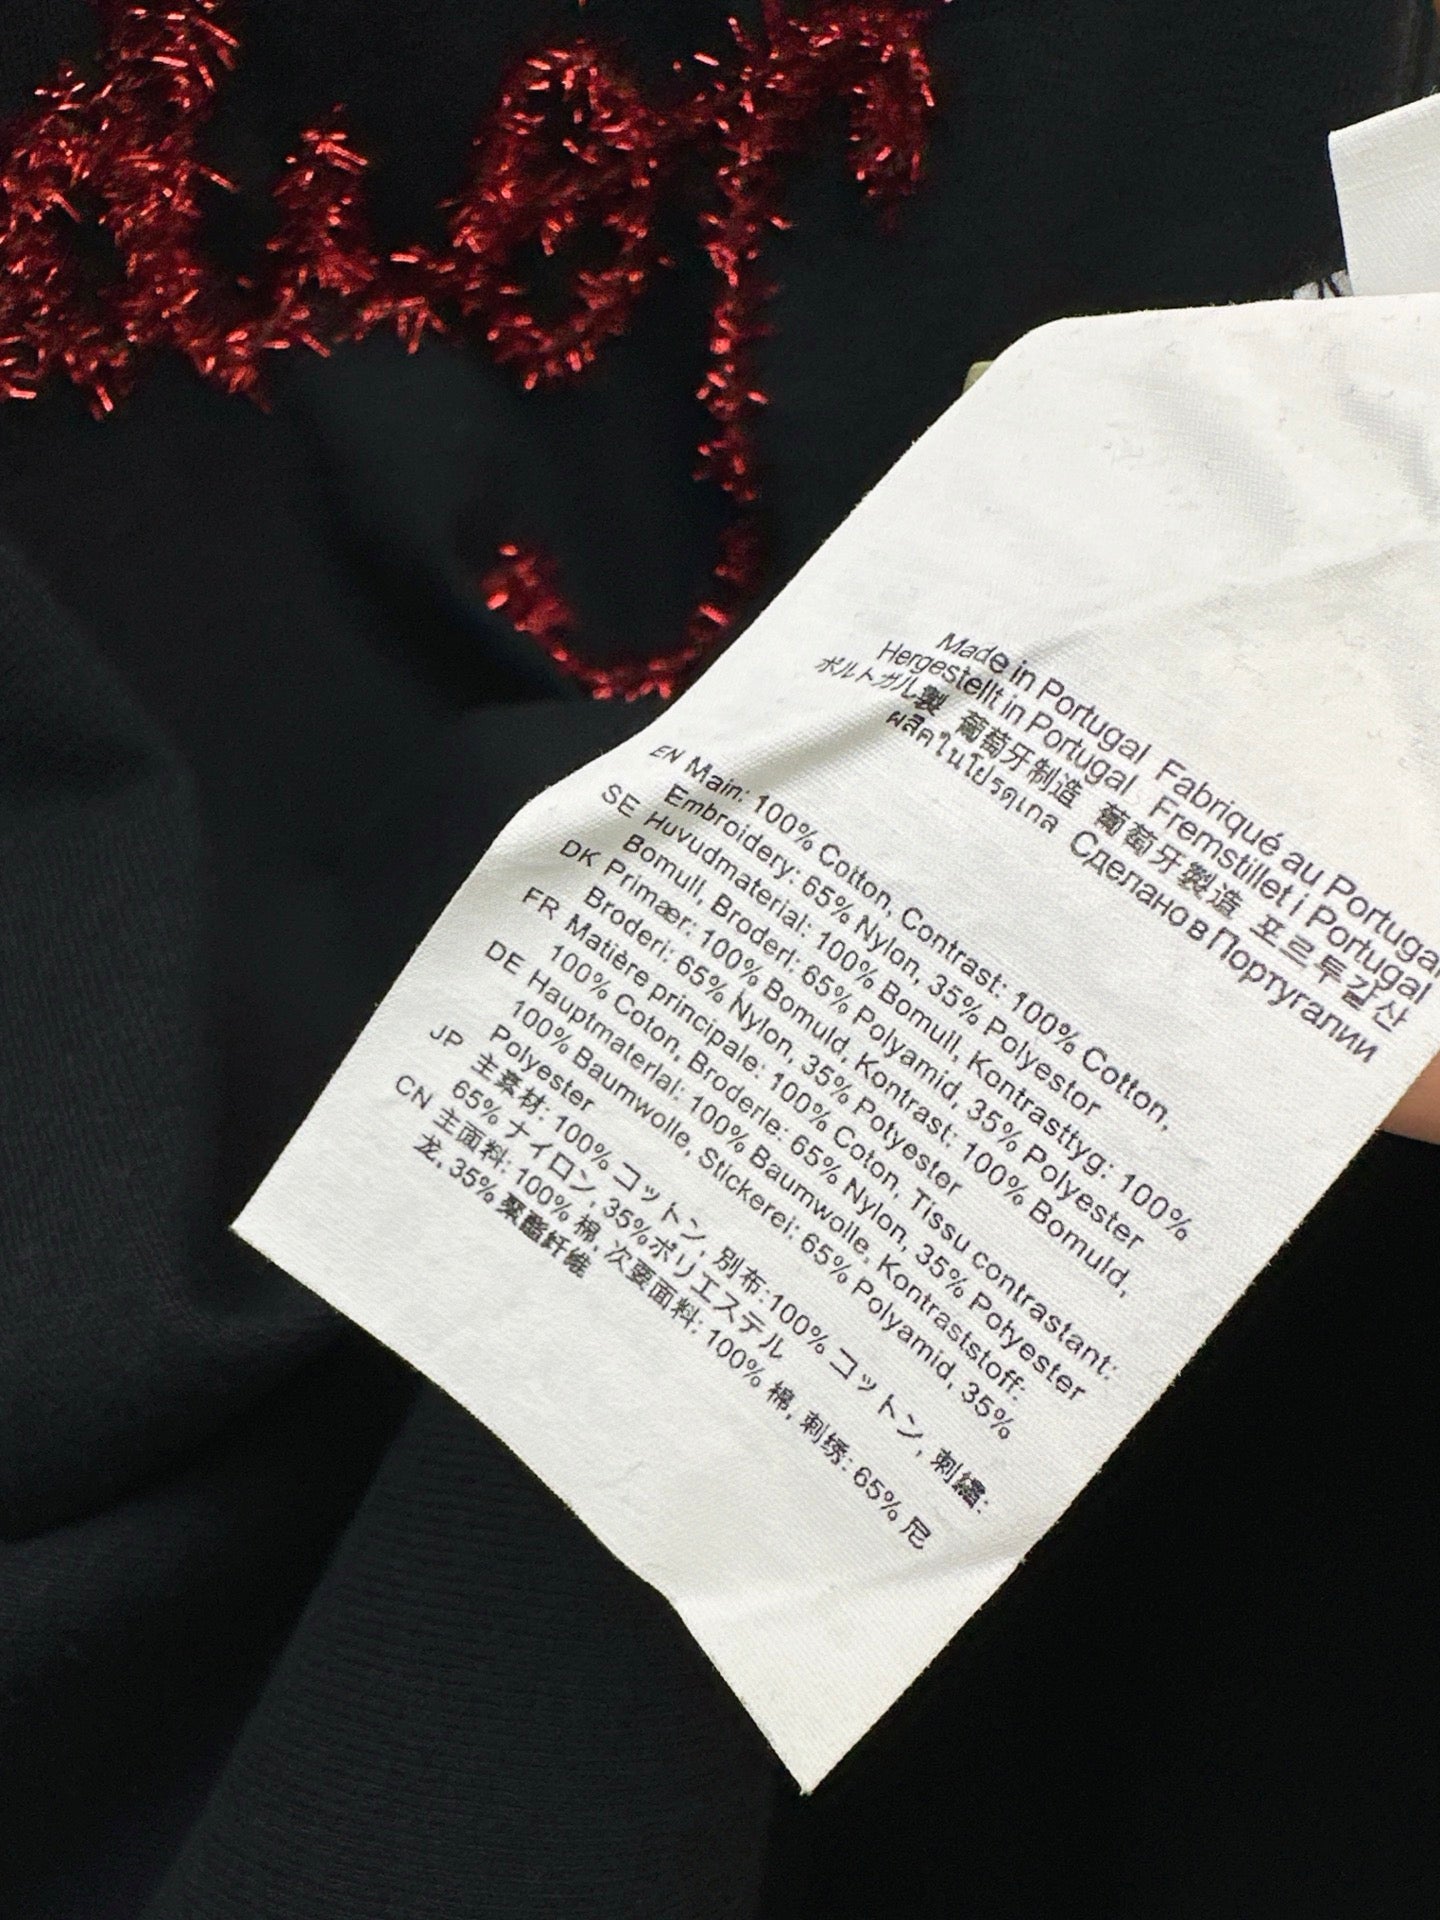 Made in Portugal Fabriqué au Portugal
Hergestellt in Portugal Fremstillet i Portugal
ポルトガル製 葡萄牙制造 葡萄牙製造 포르투갈산
ผลิตในโปรตุเกส Сделано в Португалии
EN Main: 100% Cotton, Contrast: 100% Cotton,
Embroidery: 65% Nylon, 35% Polyestor
SE Huvudmaterial: 100% Bomull, Kontrasttyg: 100%
Bomull, Broderl: 65% Polyamid, 35% Polyester
DK Primær: 100% Bomuld, Kontrast: 100% Bomuld,
Broderi: 65% Nylon, 35% Polyester
FR Matière principale: 100% Coton, Tissu contrastant:
100% Coton, Broderle: 65% Nylon, 35% Polyester
DE Hauptmaterlal: 100% Baumwolle, Kontraststoff:
100% Baumwolle, Stickerei: 65% Polyamid, 35%
Polyester
JP 主素材: 100% コットン, 別布:100% コットン, 刺繍:
65% ナイロン, 35%ポリエステル
CN 主面料: 100% 棉, 次要面料: 100% 棉, 刺绣: 65% 尼
龙, 35% 聚酯纤维